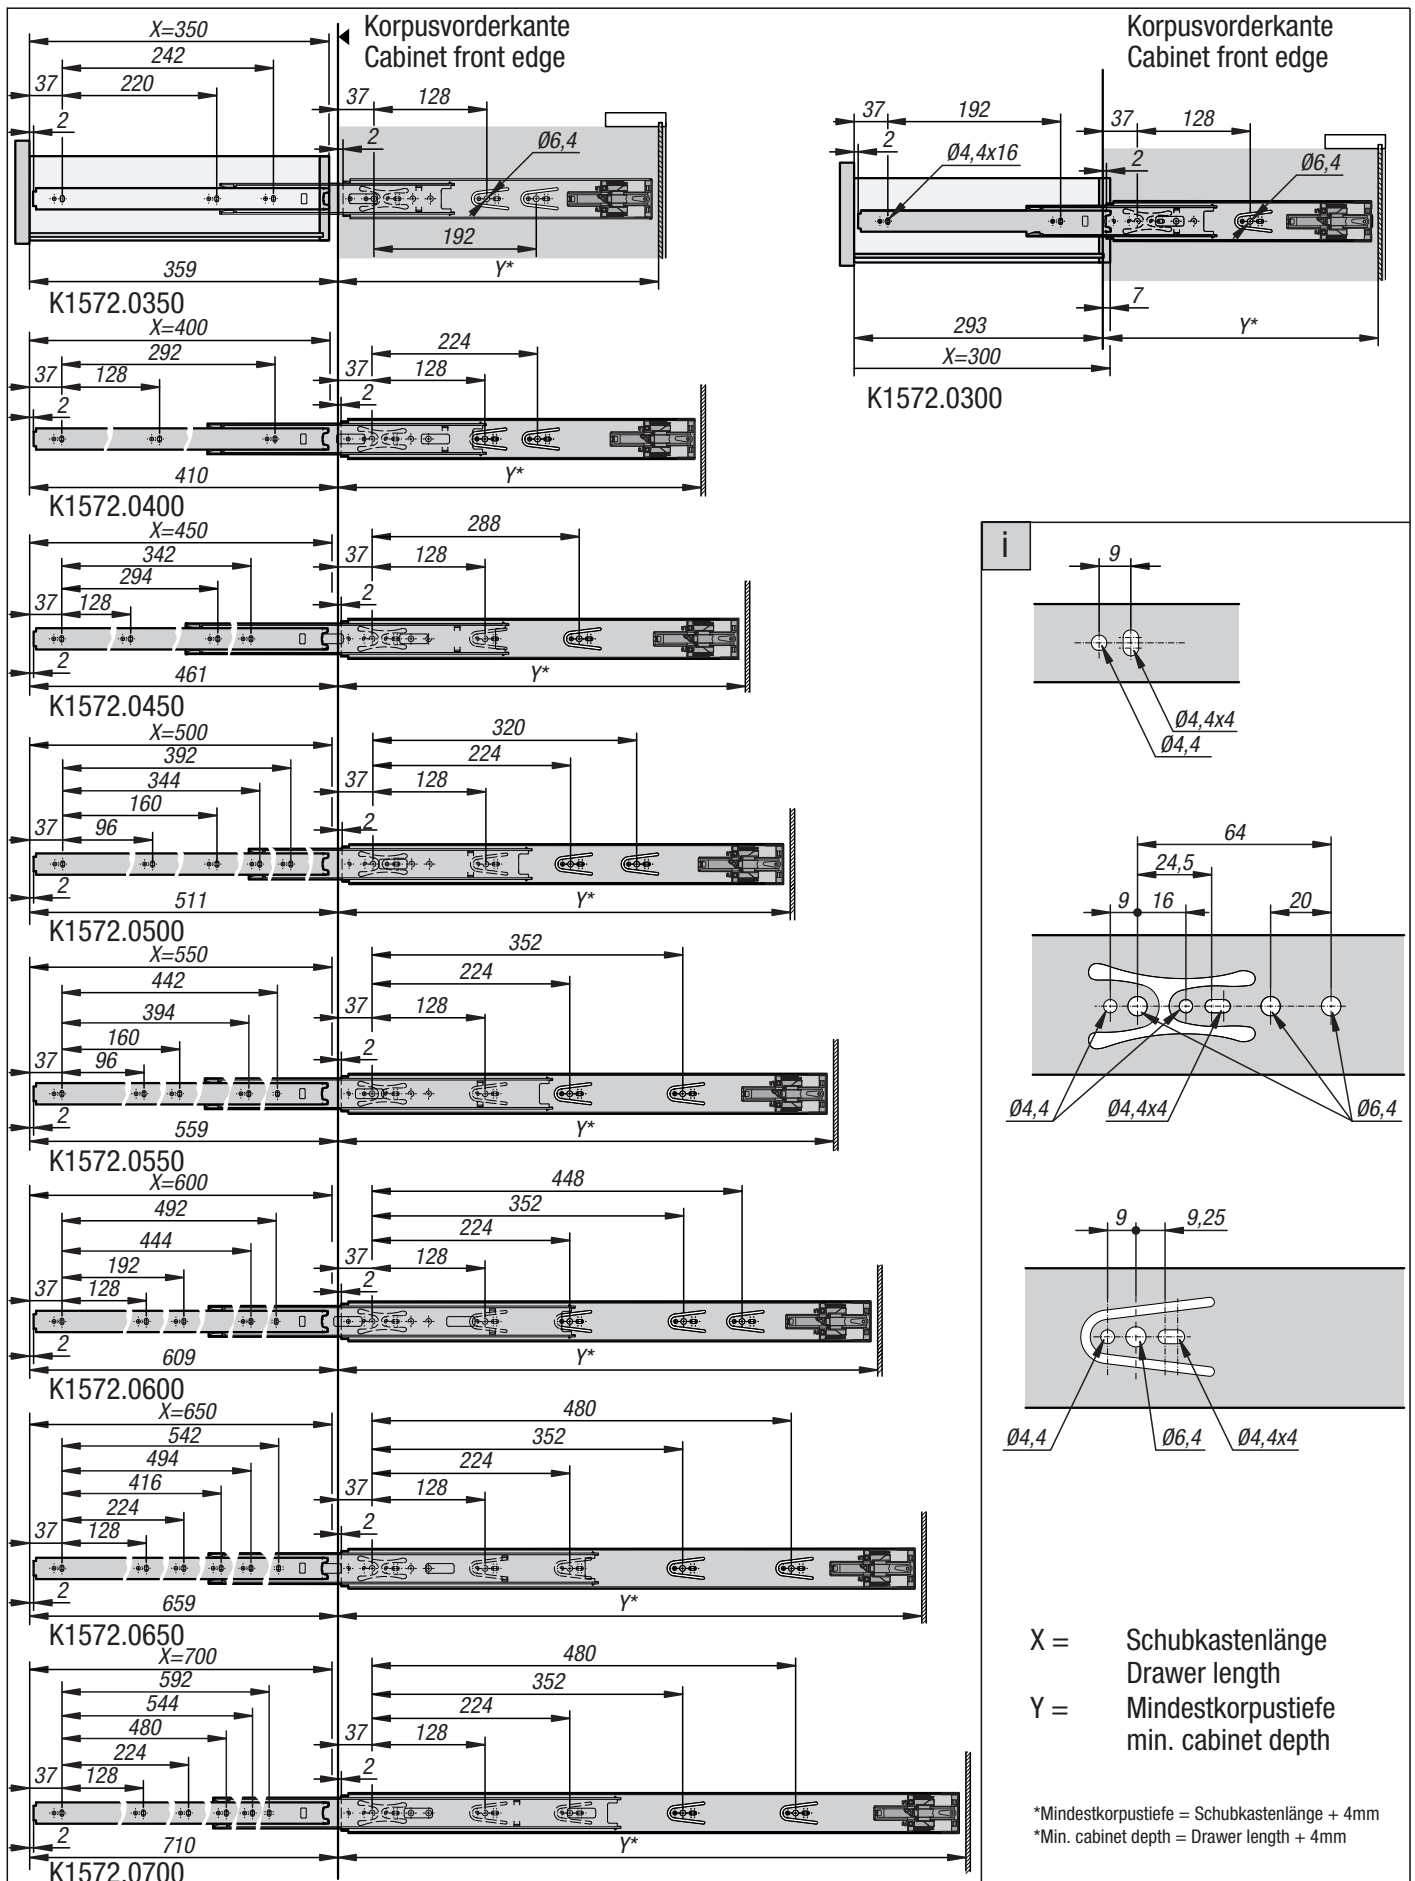 Korpusvorderkante
Cabinet front edge
X=350
242
37
220
2
37
128
2
Ø6,4
192
359
Y*
K1572.0350
Korpusvorderkante
Cabinet front edge
37
192
2
Ø4,4x16
37
128
2
Ø6,4
7
293
Y*
X=300
K1572.0300
X=400
292
37
128
2
224
37
128
2
410
Y*
K1572.0400
X=450
342
294
37
128
2
288
37
128
2
461
Y*
K1572.0450
X=500
392
344
160
37
96
2
320
224
37
128
2
511
Y*
K1572.0500
X=550
442
394
160
37
96
2
352
224
37
128
2
559
Y*
K1572.0550
X=600
492
444
192
37
128
2
448
352
224
37
128
2
609
Y*
K1572.0600
X=650
542
494
416
224
37
128
2
480
352
224
37
128
2
659
Y*
K1572.0650
X=700
592
544
480
224
37
128
2
480
352
224
37
128
2
710
Y*
K1572.0700
i
9
Ø4,4x4
Ø4,4
64
24,5
9
16
20
Ø4,4
Ø4,4x4
Ø6,4
9
9,25
Ø4,4
Ø6,4
Ø4,4x4
X = Schubkastenlänge
Drawer length
Y = Mindestkorpustiefe
min. cabinet depth
*Mindestkorpustiefe = Schubkastenlänge + 4mm
*Min. cabinet depth = Drawer length + 4mm